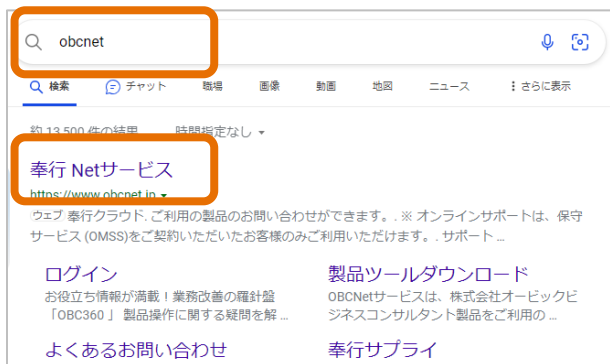 obcnet
検索 チャット 職場 画像 動画 地図 ニュース さらに表示
約 13,500 件の結果 時間指定なし
奉行 Netサービス
https://www.obcnet.jp
ウェブ 奉行クラウド. ご利用の製品のお問い合わせができます。. ※ オンラインサポートは、保守
サービス (OMSS)をご契約いただいたお客様のみご利用いただけます。. サポート ...
ログイン
お役立ち情報が満載！業務改善の羅針盤
「OBC360 」 製品操作に関する疑問を解 ...
製品ツールダウンロード
OBCNetサービスは、株式会社オービックビ
ジネスコンサルタント製品をご利用の ...
よくあるお問い合わせ
奉行サプライ